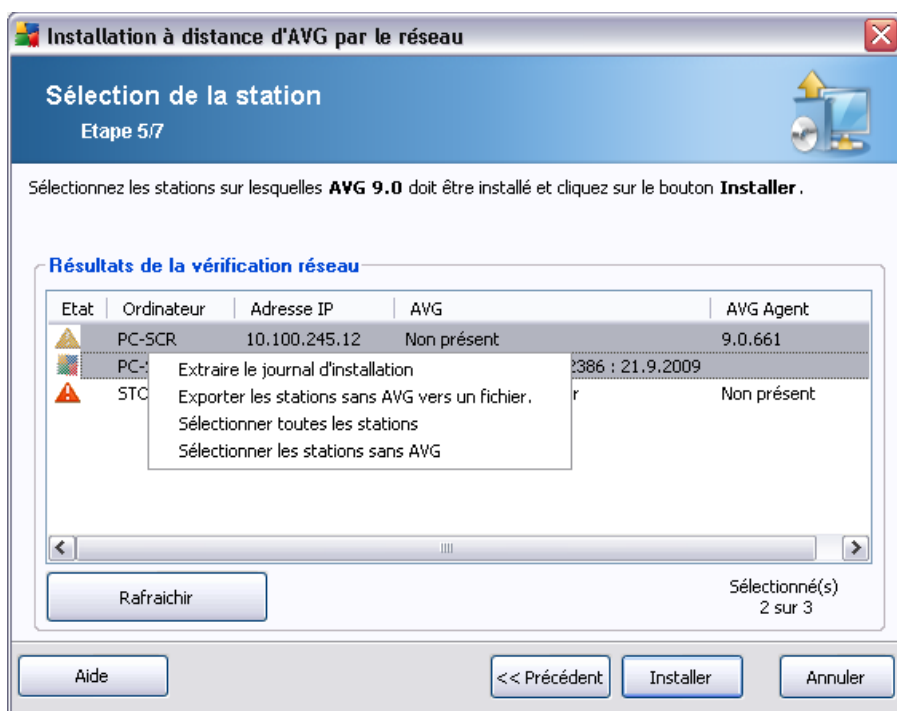 Installation à distance d'AVG par le réseau
Sélection de la station
Etape 5/7
Sélectionnez les stations sur lesquelles AVG 9.0 doit être installé et cliquez sur le bouton Installer.
Résultats de la vérification réseau
Etat Ordinateur Adresse IP AVG AVG Agent
PC-SCR 10.100.245.12 Non présent 9.0.661
2386 : 21.9.2009
STO Non présent
Extraire le journal d'installation
Exporter les stations sans AVG vers un fichier.
Sélectionner toutes les stations
Sélectionner les stations sans AVG
Rafraichir
Sélectionné(s)
2 sur 3
Aide
<< Précédent
Installer
Annuler